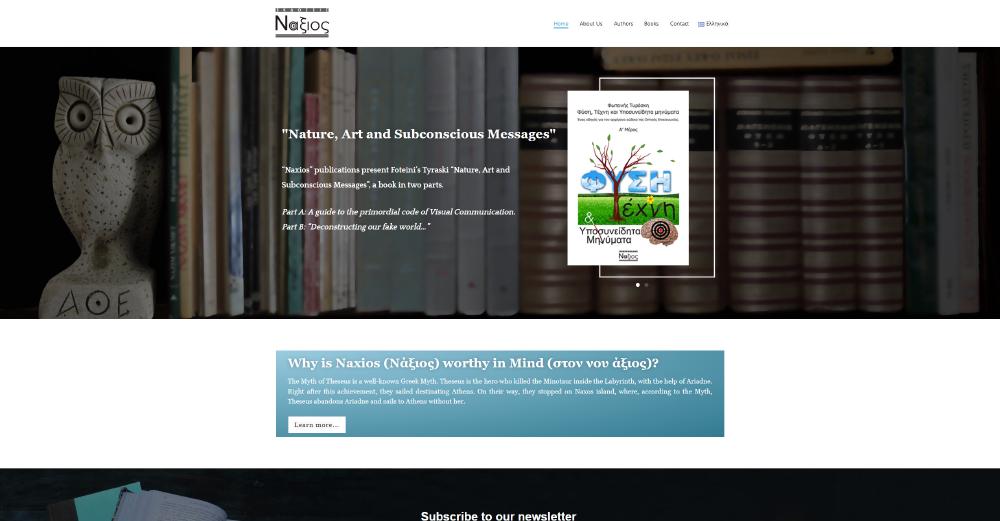 ΕΚΔΟΣΕΙΣ
Ναξιος
Home
About Us
Authors
Books
Contact
Ελληνικά
"Nature, Art and Subconscious Messages"
"Naxios" publications present Foteini's Tyraski "Nature, Art and
Subconscious Messages", a book in two parts.
Part A: A guide to the primordial code of Visual Communication.
Part B: "Deconstructing our fake world..."
Φωτεινής Τυράσκη
Φύση, Τέχνη και Υποσυνείδητα μηνύματα
Α' Μέρος
ΦΥΣΗ
έχνη
&
Υποσυνείδητα
Μηνύματα
Ναξιος
ΑΘΕ
Why is Naxios (Νἀξιος) worthy in Mind (στον νου ἀξιος)?
The Myth of Theseus is a well-known Greek Myth. Theseus is the hero who killed the Minotaur inside the Labyrinth, with the help of Ariadne.
Right after this achievement, they sailed destinating Athens. On their way, they stopped on Naxos island, where, according to the Myth,
Theseus abandons Ariadne and sails to Athens without her.
Learn more...
Subscribe to our newsletter